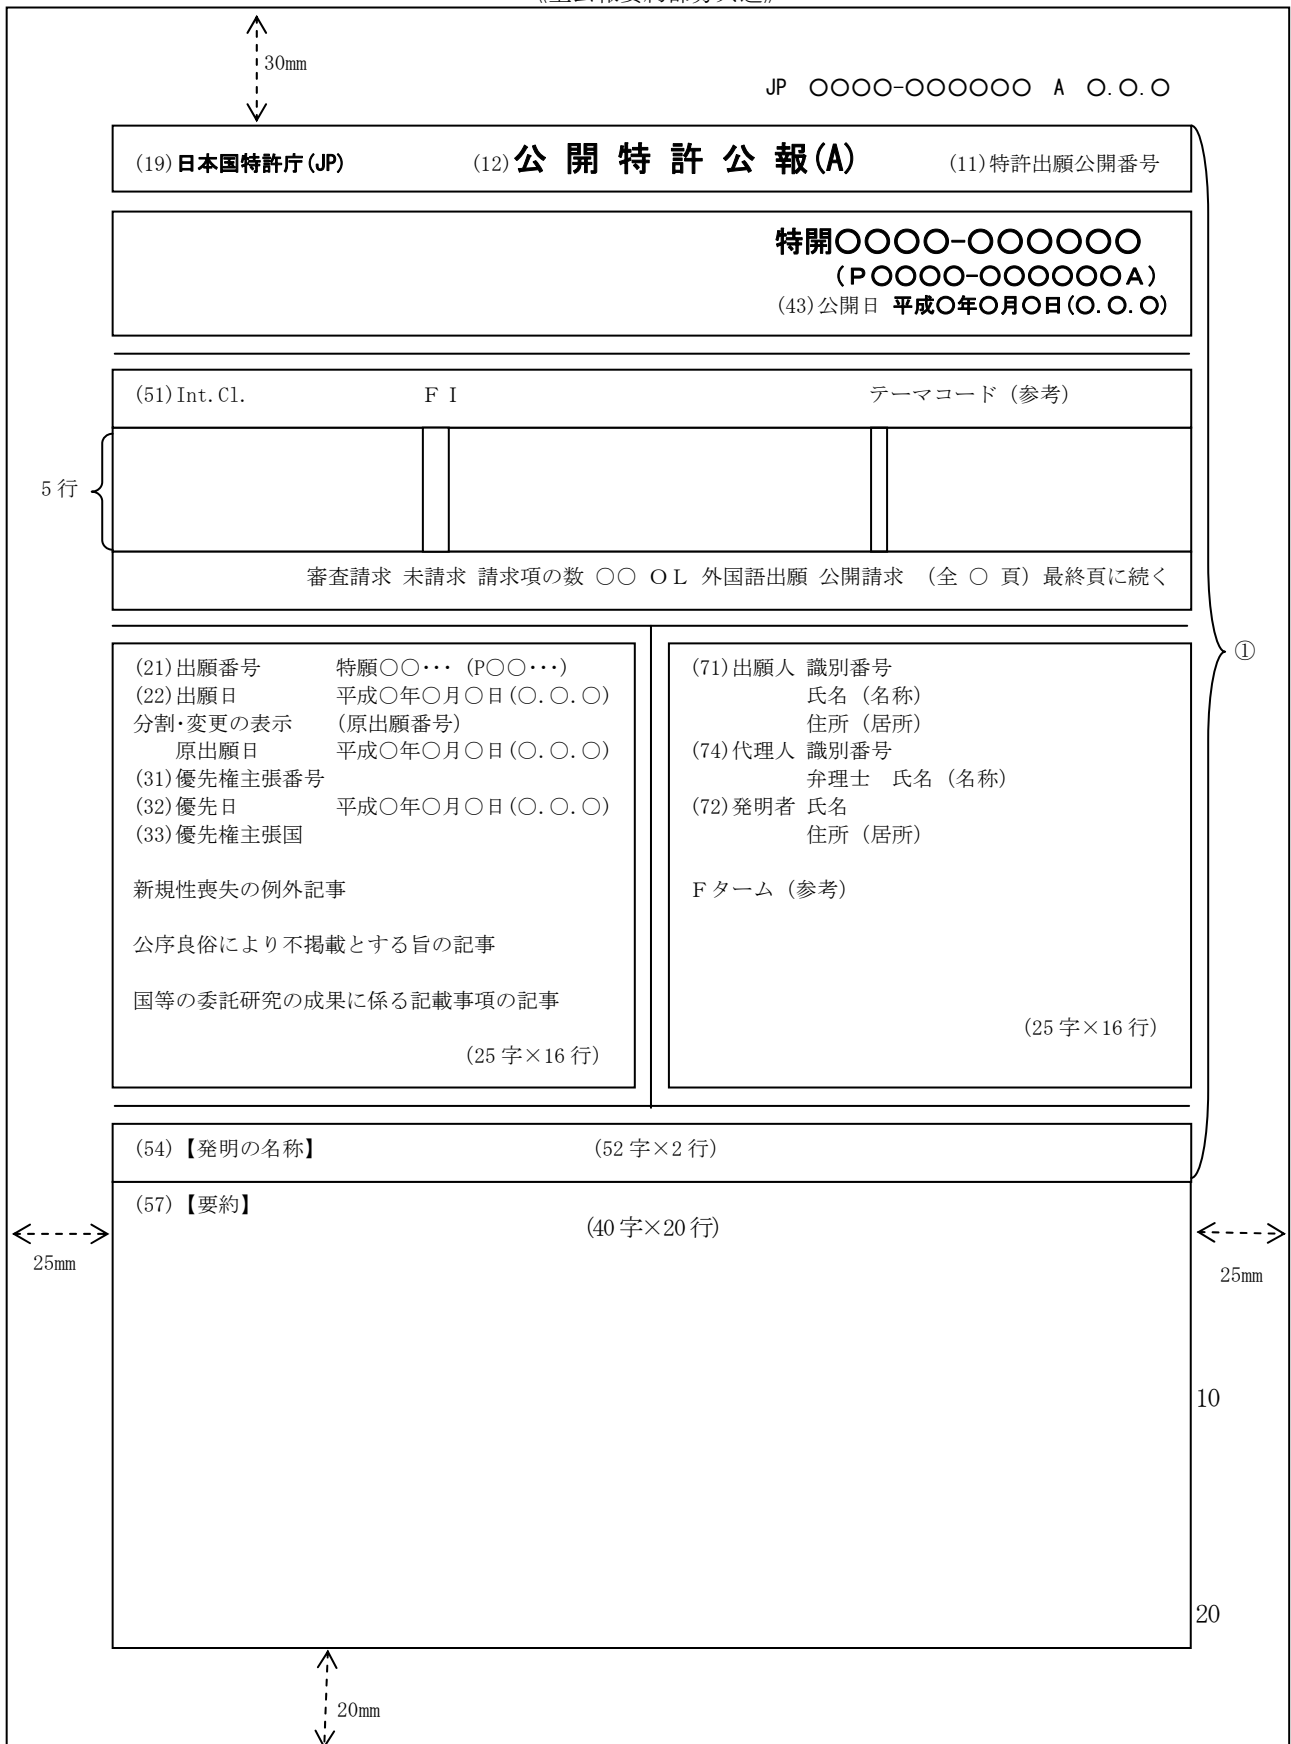 30mm
JP ○○○○-○○○○○○ A ○.○.○
(19)日本国特許庁(JP) (12)公開特許公報(A) (11)特許出願公開番号
特開○○○○-○○○○○○
(P○○○○-○○○○○○A)
(43)公開日 平成○年○月○日(○.○.○)
(51)Int.Cl. FI テーマコード(参考)
5行
審査請求 未請求 請求項の数 ○○ OL 外国語出願 公開請求 (全 ○ 頁) 最終頁に続く
①
(21)出願番号 特願○○･･･ (P○○･･･)
(22)出願日 平成○年○月○日(○.○.○)
分割･変更の表示 (原出願番号)
原出願日 平成○年○月○日(○.○.○)
(31)優先権主張番号
(32)優先日 平成○年○月○日(○.○.○)
(33)優先権主張国
新規性喪失の例外記事
公序良俗により不掲載とする旨の記事
国等の委託研究の成果に係る記載事項の記事
(25字×16行)
(71)出願人 識別番号
氏名(名称)
住所(居所)
(74)代理人 識別番号
弁理士 氏名(名称)
(72)発明者 氏名
住所(居所)
Fターム(参考)
(25字×16行)
(54)【発明の名称】 (52字×2行)
(57)【要約】
(40字×20行)
25mm
25mm
10
20
20mm